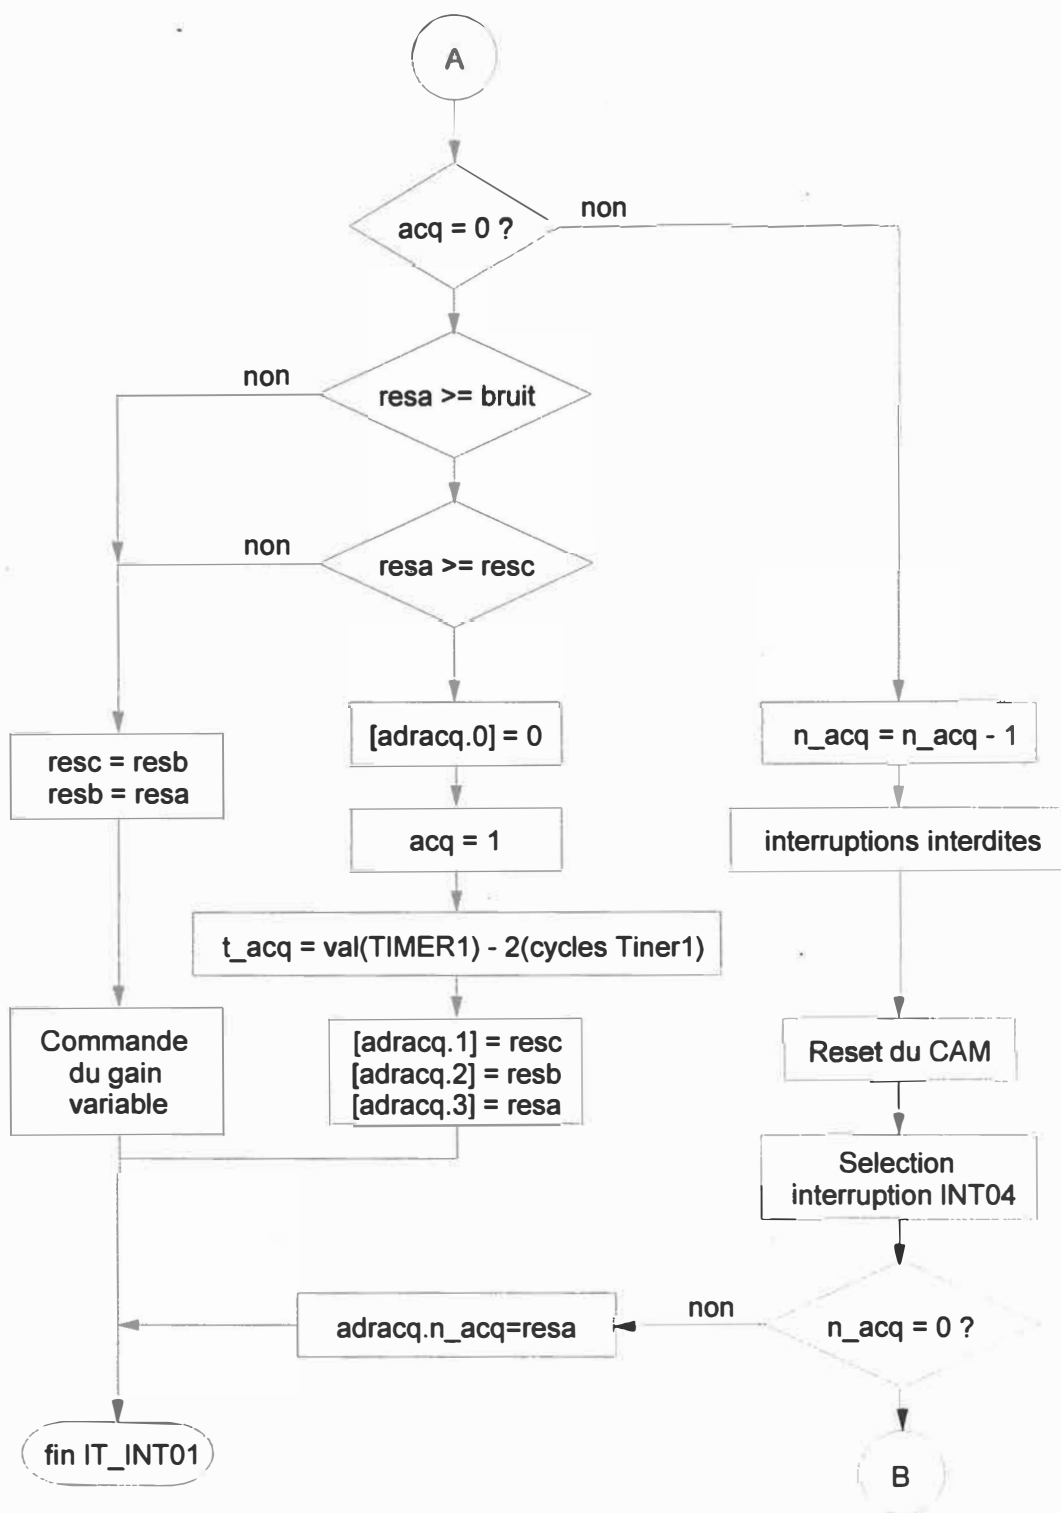 A
acq = 0 ?
non
resa >= bruit
non
resa >= resc
non
[adracq.0] = 0
n_acq = n_acq - 1
resc = resb
resb = resa
acq = 1
interruptions interdites
t_acq = val(TIMER1) - 2(cycles Tiner1)
Commande
du gain
variable
[adracq.1] = resc
[adracq.2] = resb
[adracq.3] = resa
Reset du CAM
Selection
interruption INT04
non
adracq.n_acq=resa
n_acq = 0 ?
fin IT_INT01
B